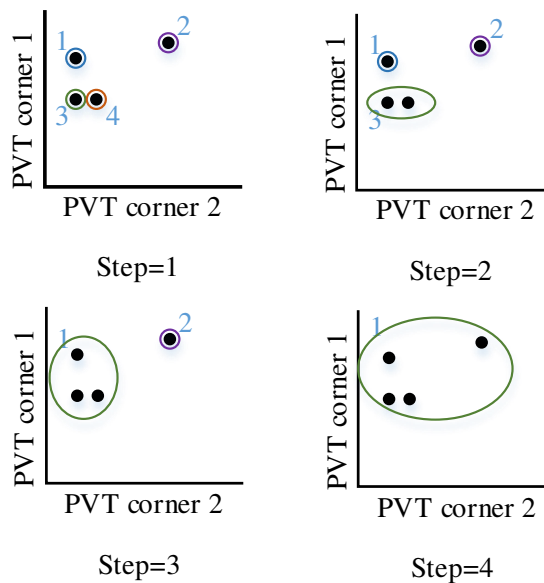 1
2
3
4
PVT corner 1
PVT corner 2
Step=1
1
2
3
PVT corner 1
PVT corner 2
Step=2
1
2
PVT corner 1
PVT corner 2
Step=3
1
PVT corner 1
PVT corner 2
Step=4